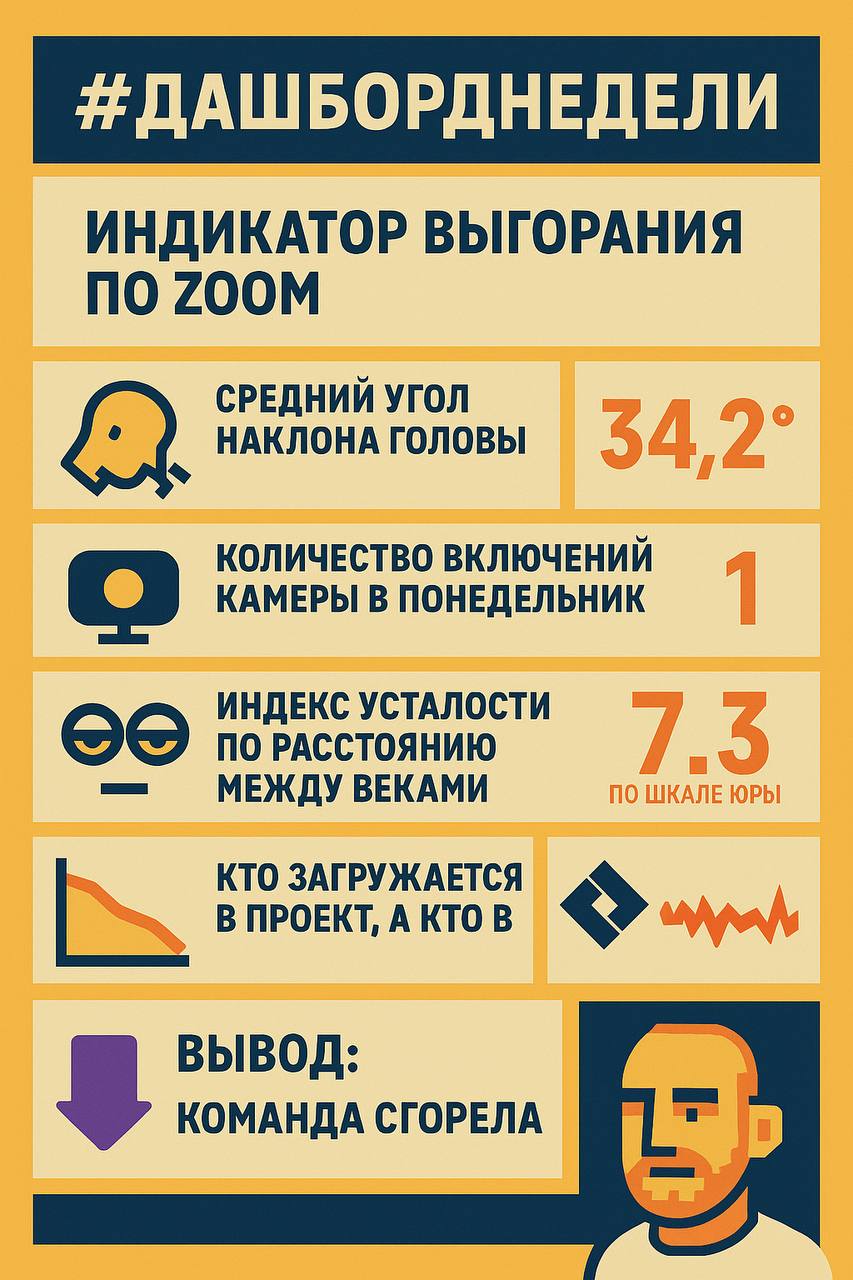 #ДАШБОРДНЕДЕЛИ
ИНДИКАТОР ВЫГОРАНИЯ
ПО ZOOM
СРЕДНИЙ УГОЛ
НАКЛОНА ГОЛОВЫ
34,2°
КОЛИЧЕСТВО ВКЛЮЧЕНИЙ
КАМЕРЫ В ПОНЕДЕЛЬНИК
1
ИНДЕКС УСТАЛОСТИ
ПО РАССТОЯНИЮ
МЕЖДУ ВЕКАМИ
7.3
ПО ШКАЛЕ ЮРЫ
КТО ЗАГРУЖАЕТСЯ
В ПРОЕКТ, А КТО В
ВЫВОД:
КОМАНДА СГОРЕЛА